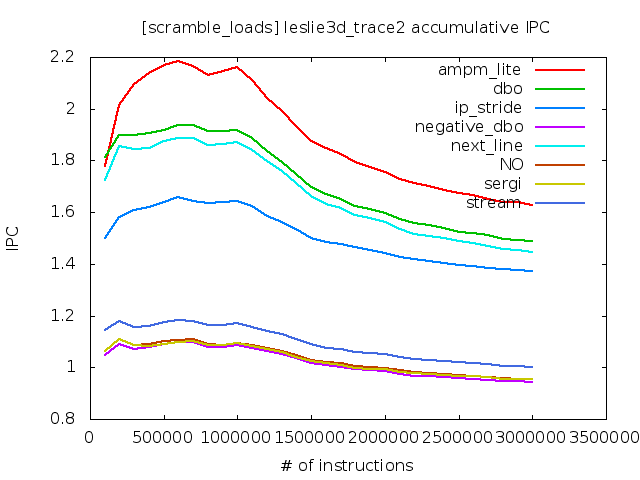 [scramble_loads] leslie3d_trace2 accumulative IPC
2.2
2
1.8
1.6
1.4
1.2
1
0.8
IPC
ampm_lite
dbo
ip_stride
negative_dbo
next_line
NO
sergi
stream
0 500000 1000000 1500000 2000000 2500000 3000000 3500000
# of instructions